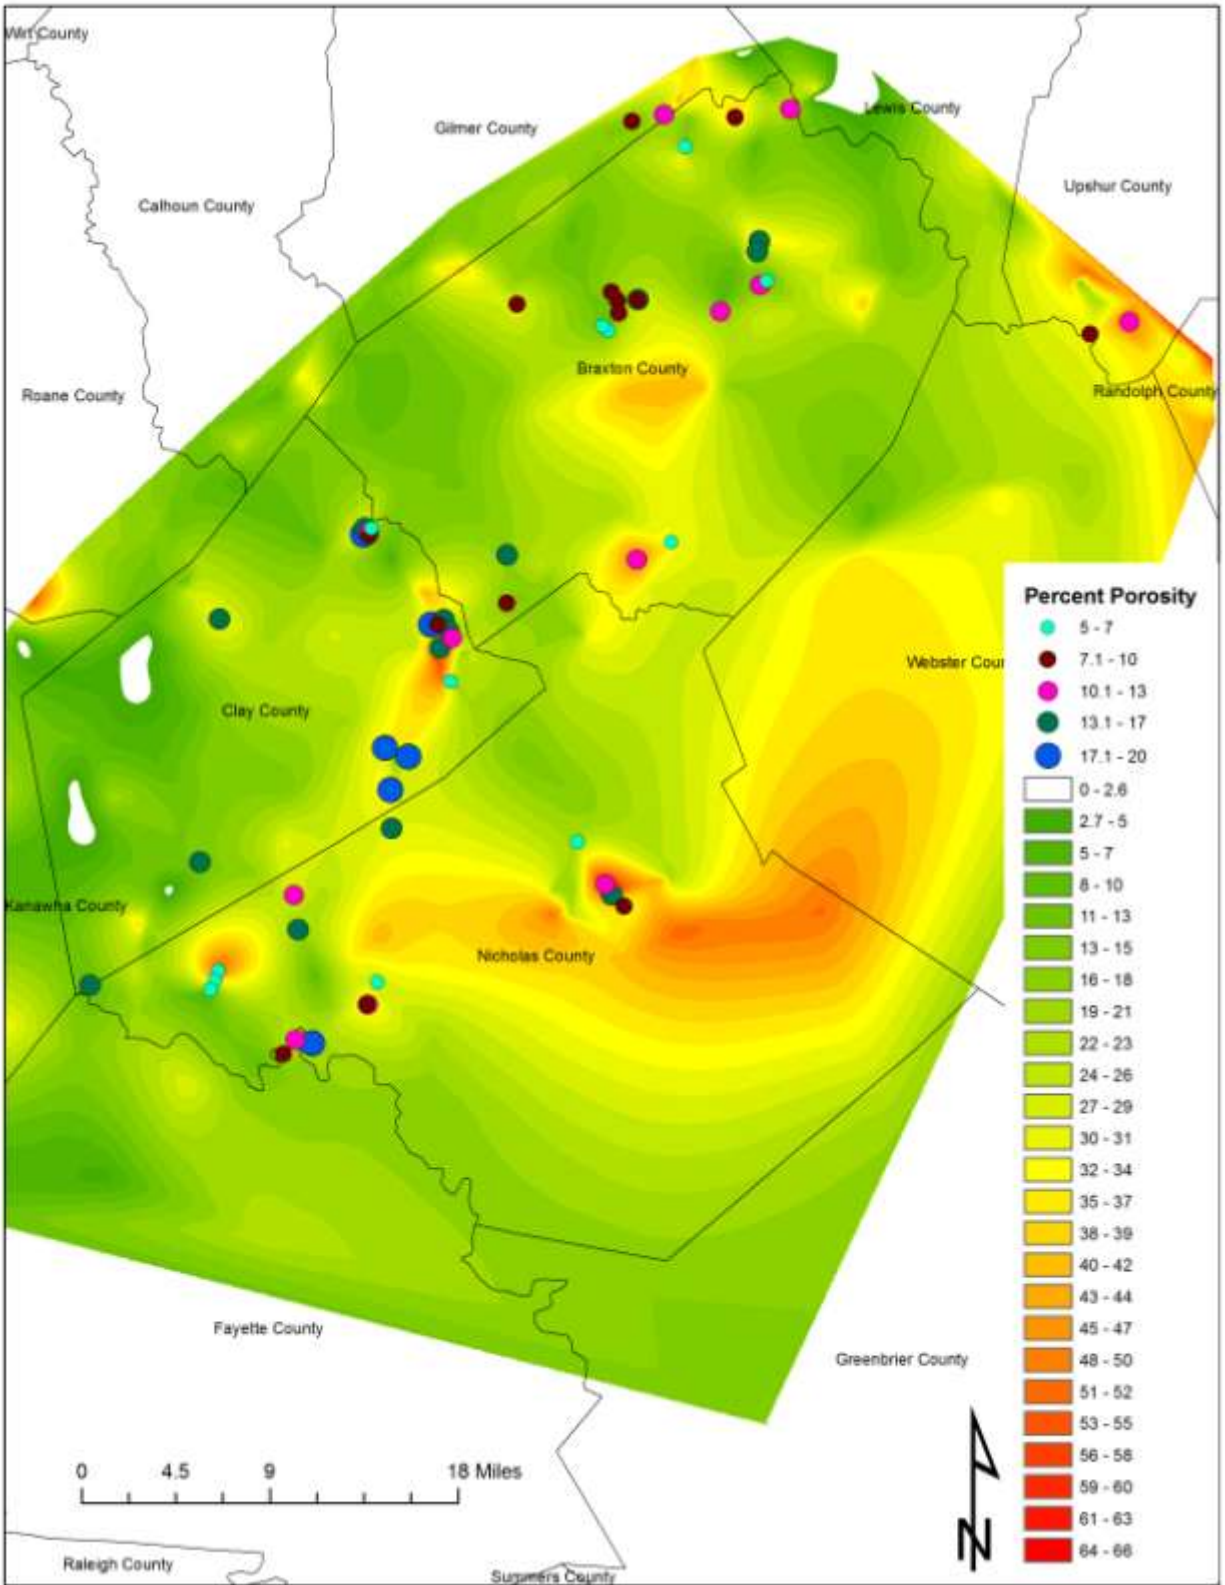 Wirt County
Lewis County
Gilmer County
Upshur County
Calhoun County
Braxton County
Roane County
Randolph County
Percent Porosity
5 - 7
7.1 - 10
Webster Cour
10.1 - 13
Clay County
13.1 - 17
17.1 - 20
0 - 2.6
2.7 - 5
5 - 7
8 - 10
Kanawha County
11 - 13
13 - 15
Nicholas County
16 - 18
19 - 21
22 - 23
24 - 26
27 - 29
30 - 31
32 - 34
35 - 37
38 - 39
40 - 42
43 - 44
Fayette County
45 - 47
Greenbrier County
48 - 50
51 - 52
53 - 55
56 - 58
0 4.5 9 18 Miles
59 - 60
61 - 63
N
64 - 66
Raleigh County
Summers County